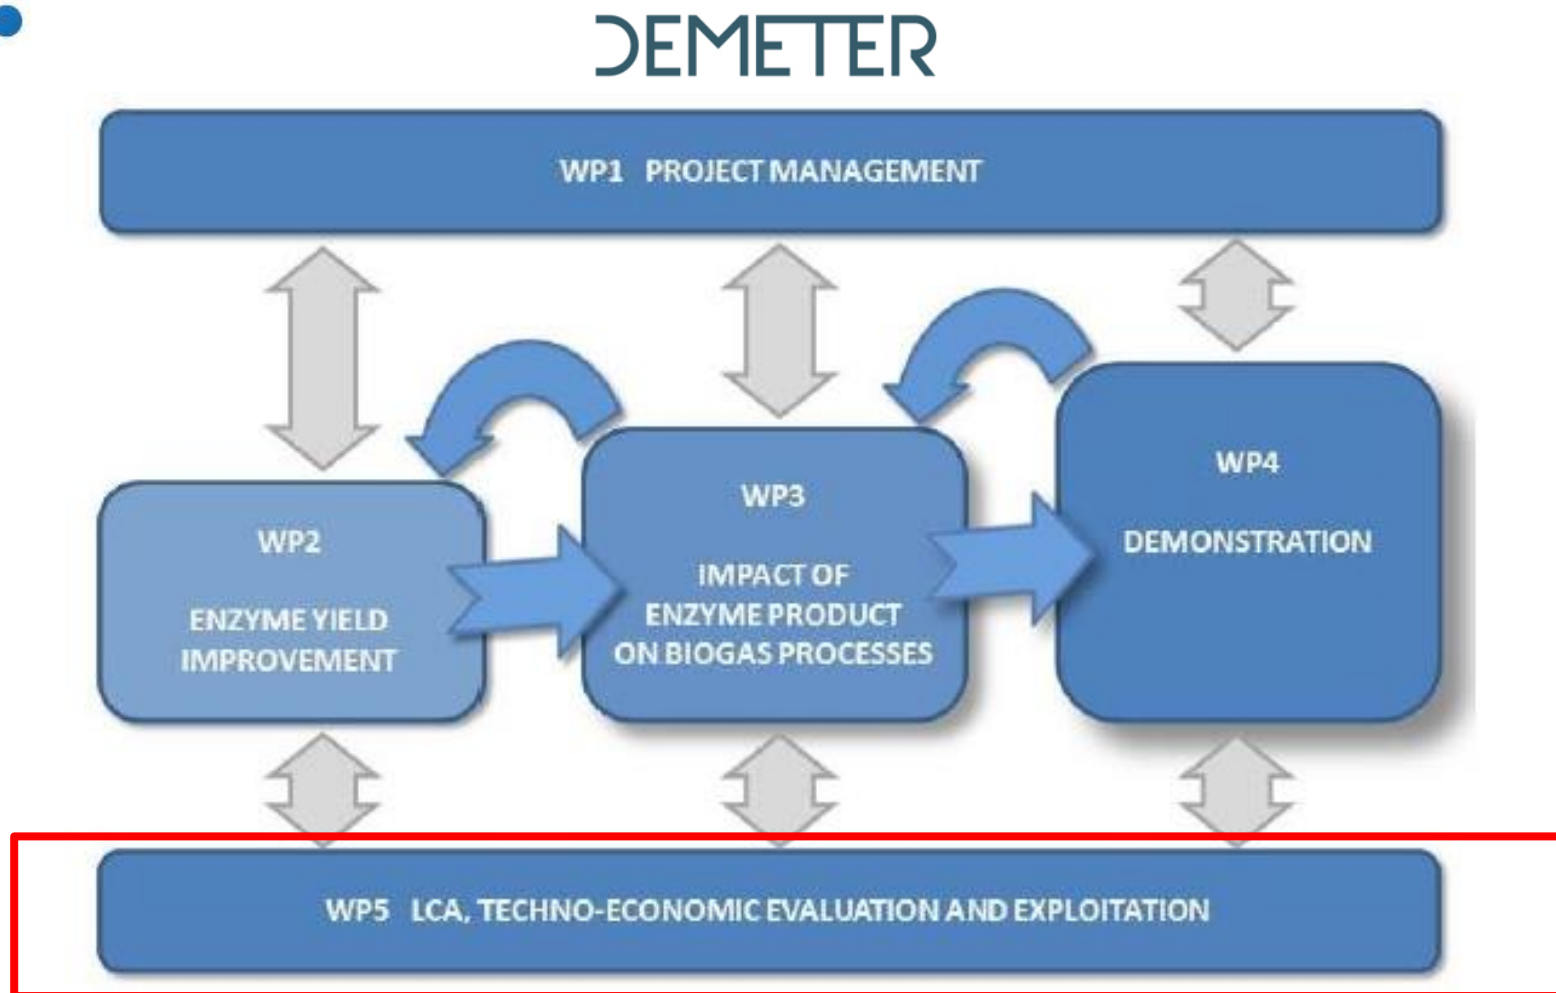 DEMETER
WP1 PROJECT MANAGEMENT
WP2
ENZYME YIELD
IMPROVEMENT
WP3
IMPACT OF
ENZYME PRODUCT
ON BIOGAS PROCESSES
WP4
DEMONSTRATION
WP5 LCA, TECHNO-ECONOMIC EVALUATION AND EXPLOITATION